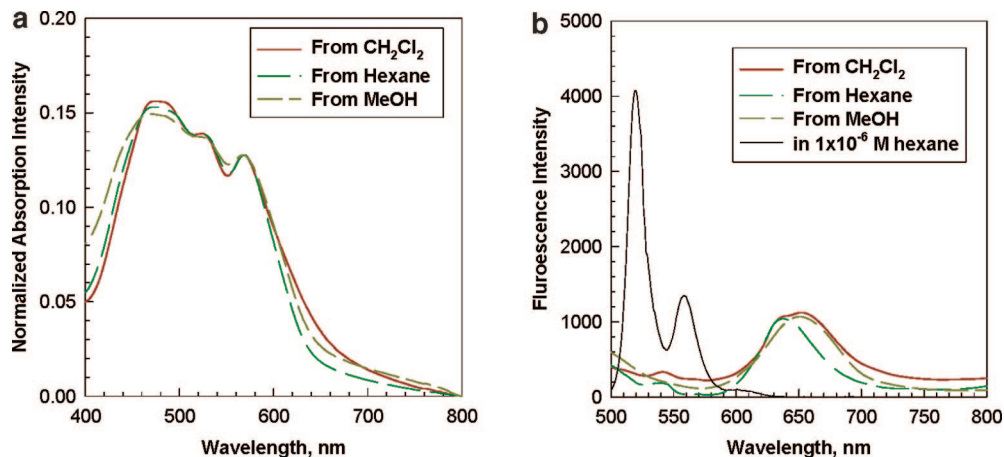 a
0.20
0.15
0.10
0.05
0.00
Normalized Absorption Intensity
From CH₂Cl₂
From Hexane
From MeOH
400
500
600
700
800
Wavelength, nm
b
5000
4000
3000
2000
1000
0
Fluroescence Intensity
From CH₂Cl₂
From Hexane
From MeOH
in 1x10⁻⁶ M hexane
500
550
600
650
700
750
800
Wavelength, nm